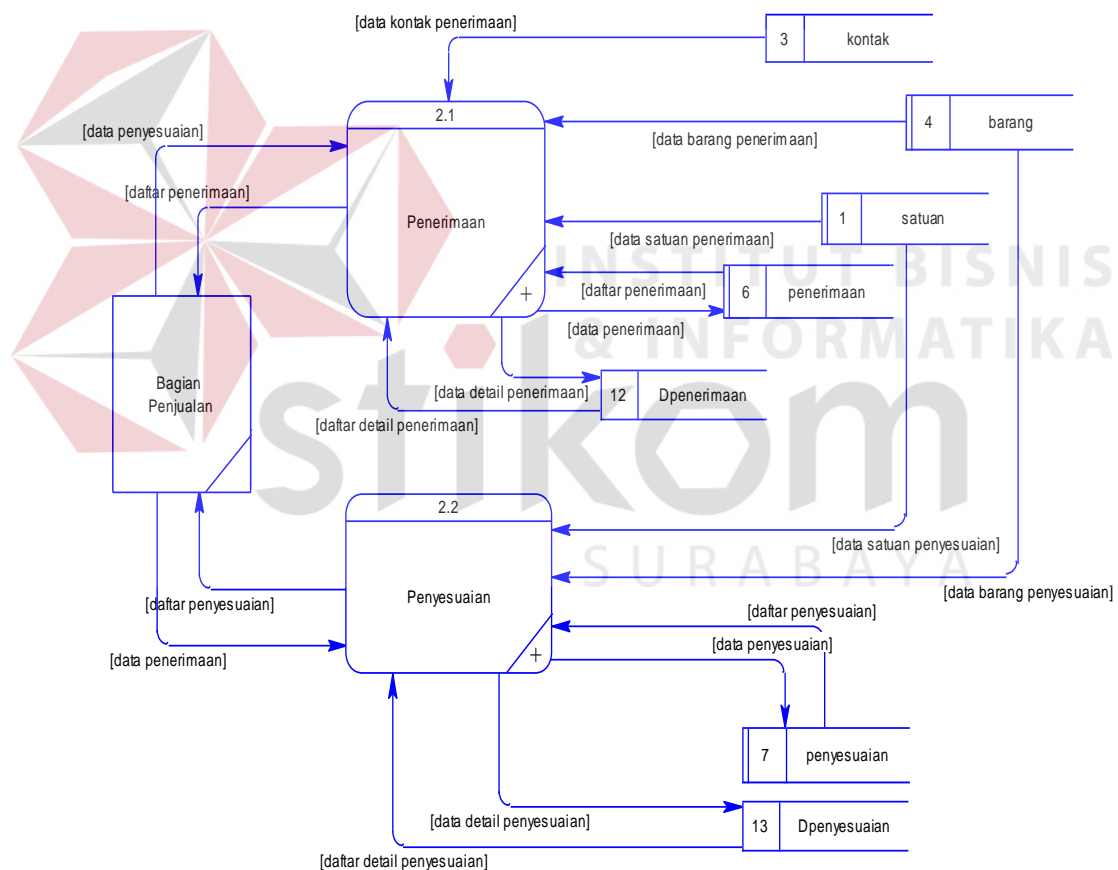 [data kontak penerimaan]
3 kontak
2.1
4 barang
[data penyesuaian]
[data barang penerimaan]
[daftar penerimaan]
Penerimaan
1 satuan
[data satuan penerimaan]
INSTITUT BISNIS
6 penerimaan
[daftar penerimaan]
+
[data penerimaan]
& INFORMATIKA
Bagian
Penjualan
[data detail penerimaan]
12 Dpenerimaan
[daftar detail penerimaan]
stikom
2.2
[data satuan penyesuaian]
SURABAYA
[data barang penyesuaian]
Penyesuaian
[daftar penyesuaian]
[daftar penyesuaian]
[data penyesuaian]
+
[data penerimaan]
7 penyesuaian
[data detail penyesuaian]
13 Dpenyesuaian
[daftar detail penyesuaian]